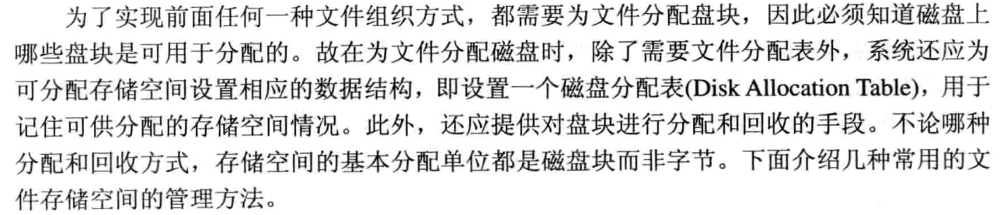 为了实现前面任何一种文件组织方式，都需要为文件分配盘块，因此必须知道磁盘上
哪些盘块是可用于分配的。故在为文件分配磁盘时，除了需要文件分配表外，系统还应为
可分配存储空间设置相应的数据结构，即设置一个磁盘分配表(Disk Allocation Table)，用于
记住可供分配的存储空间情况。此外，还应提供对盘块进行分配和回收的手段。不论哪种
分配和回收方式，存储空间的基本分配单位都是磁盘块而非字节。下面介绍几种常用的文
件存储空间的管理方法。